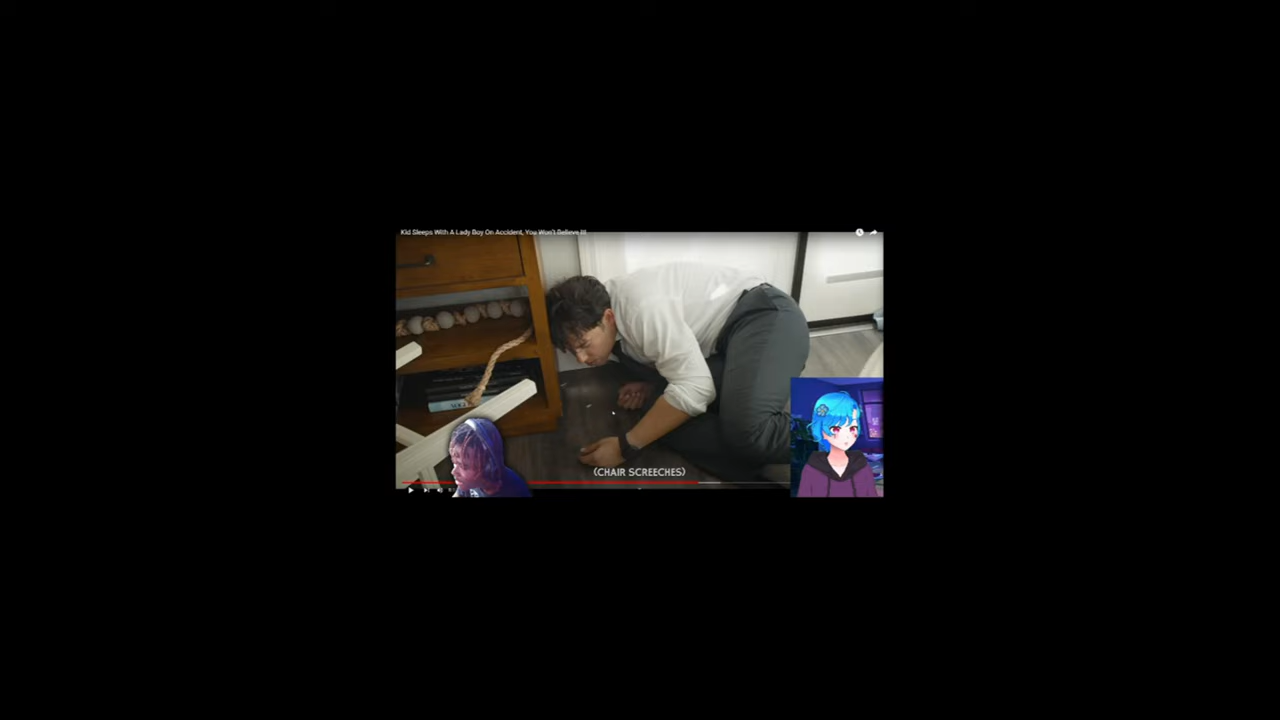 Kid Sleeps With A Lady Boy On Accident, You Won't Believe It!
(CHAIR SCREECHES)